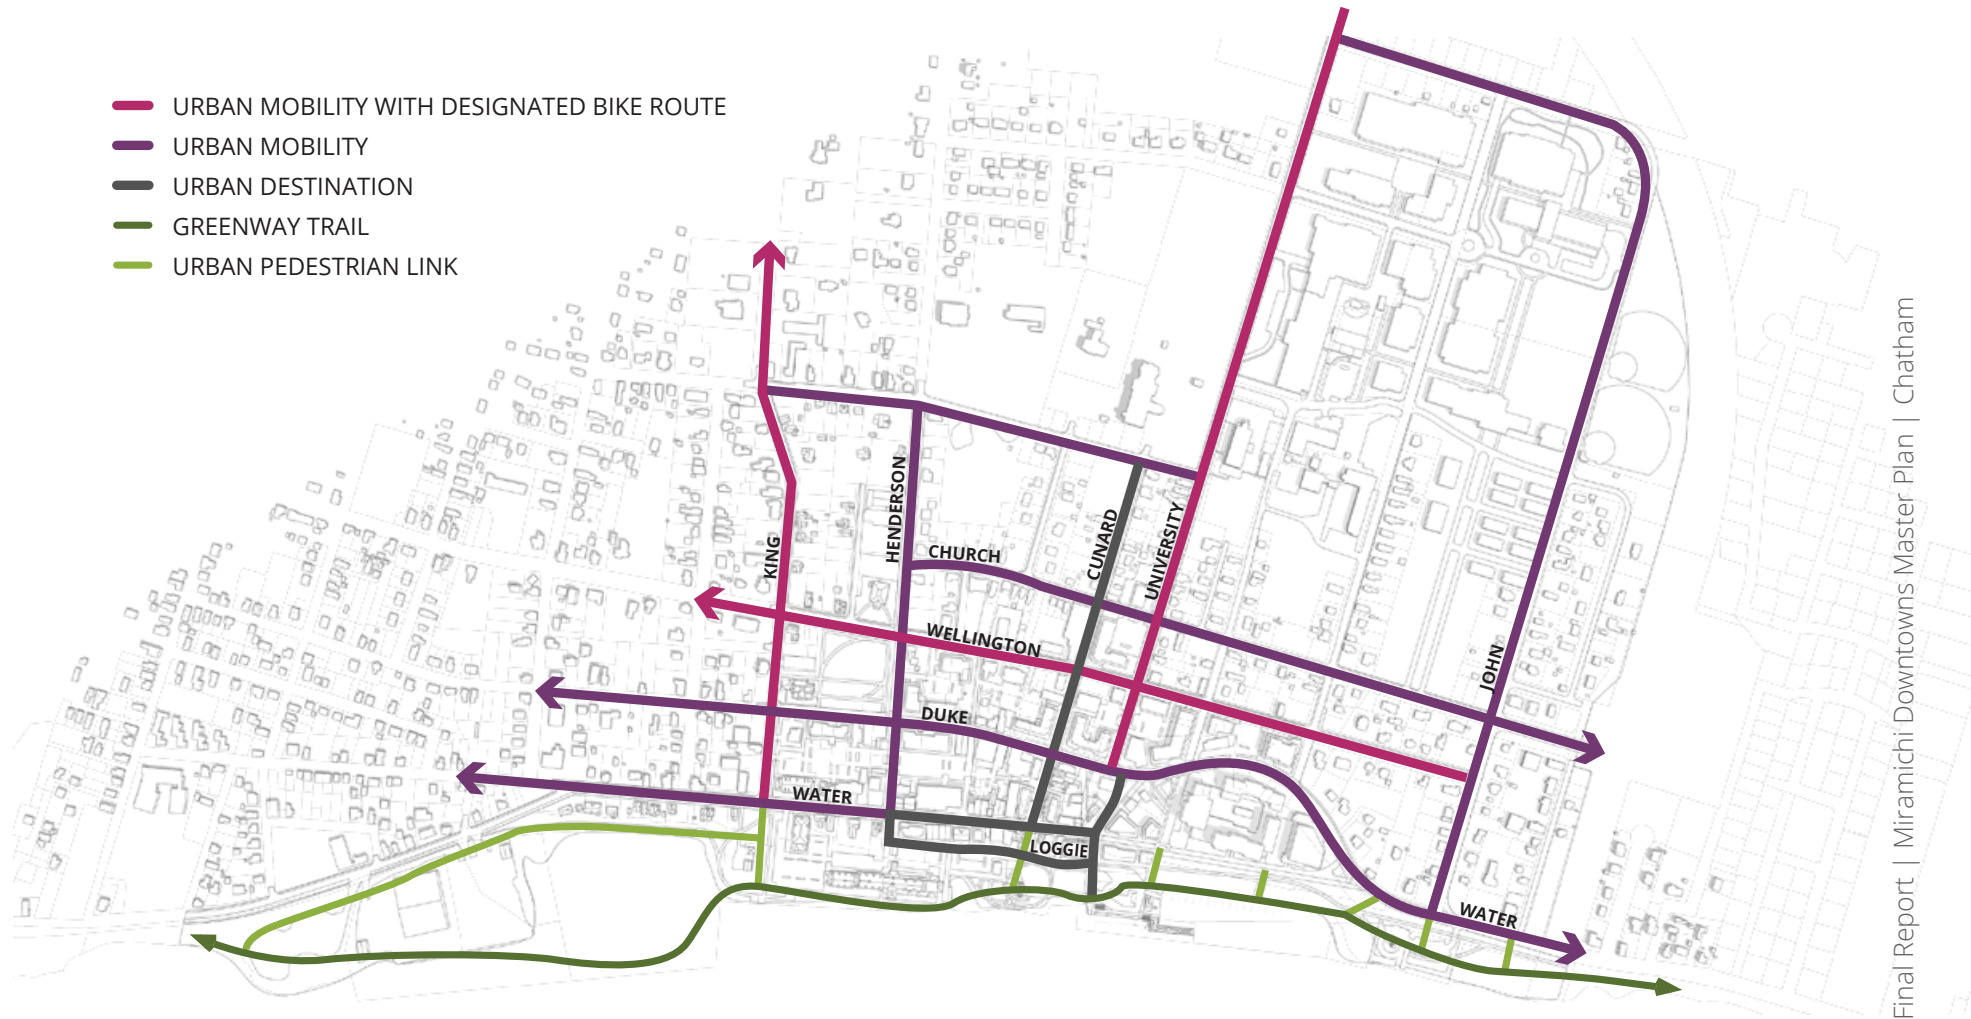 URBAN MOBILITY WITH DESIGNATED BIKE ROUTE
URBAN MOBILITY
URBAN DESTINATION
GREENWAY TRAIL
URBAN PEDESTRIAN LINK
KING
HENDERSON
CHURCH
CUNARD
UNIVERSITY
WELLINGTON
JOHN
DUKE
WATER
LOGGIE
WATER
Final Report | Miramichi Downtowns Master Plan | Chatham